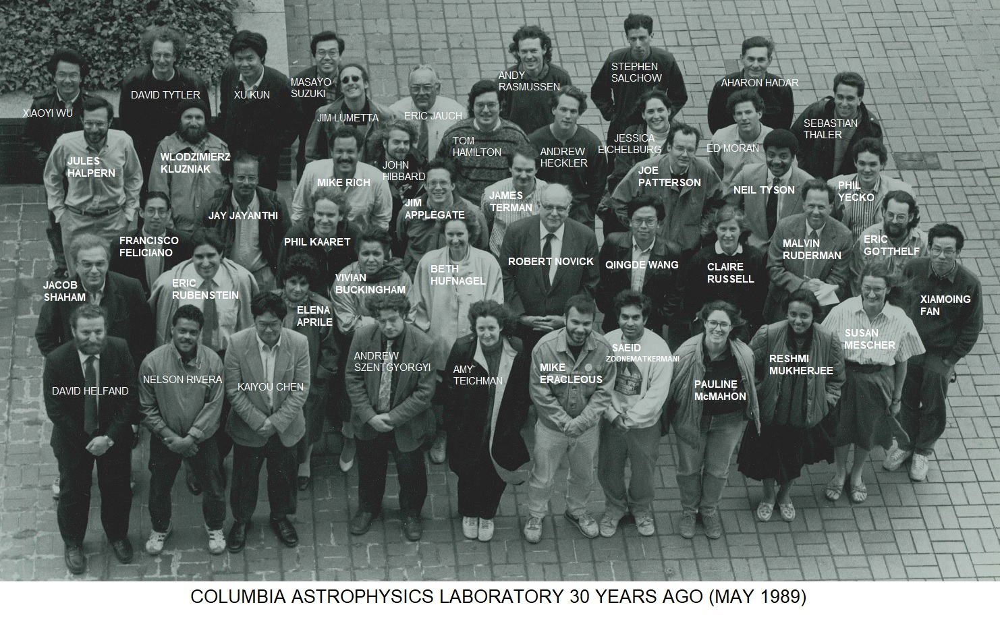 STEPHEN
SALCHOW
ANDY
RASMUSSEN
MASAYO
SUZUKI
AHARON HADAR
DAVID TYTLER
XU KUN
XIAOYI WU
JIM LUMETTA
ERIC JAUCH
SEBASTIAN
THALER
TOM
HAMILTON
JESSICA
EICHELBURG
ED MORAN
ANDREW
HECKLER
JULES
HALPERN
WLODZIMIERZ
KLUZNIAK
JOHN
HIBBARD
MIKE RICH
JOE
PATTERSON
NEIL TYSON
PHIL
YECKO
JAMES
TERMAN
JIM
APPLEGATE
JAY JAYANTHI
FRANCISCO
FELICIANO
PHIL KAARET
MALVIN
RUDERMAN
ERIC
GOTTHELF
ROBERT NOVICK
QINGDE WANG
CLAIRE
RUSSELL
BETH
HUFNAGEL
VIVIAN
BUCKINGHAM
JACOB
SHAHAM
ERIC
RUBENSTEIN
XIAMOING
FAN
ELENA
APRILE
SUSAN
MESCHER
SAEID
ZOONEMATKERMANI
ANDREW
SZENTGYORGYI
RESHMI
MUKHERJEE
MIKE
ERACLEOUS
AMY
TEICHMAN
NELSON RIVERA
KAIYOU CHEN
DAVID HELFAND
PAULINE
McMAHON
COLUMBIA ASTROPHYSICS LABORATORY 30 YEARS AGO (MAY 1989)